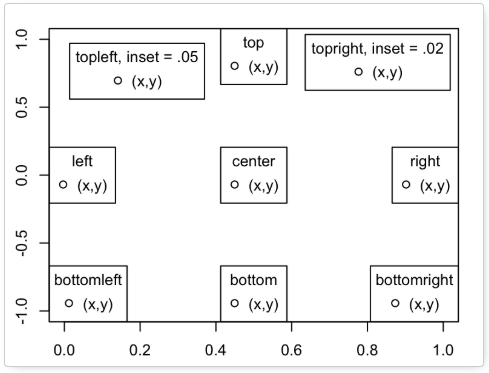 topleft, inset = .05
(x,y)
top
(x,y)
topright, inset = .02
(x,y)
left
(x,y)
center
(x,y)
right
(x,y)
bottomleft
(x,y)
bottom
(x,y)
bottomright
(x,y)
1.0
0.5
0.0
-0.5
-1.0
0.0 0.2 0.4 0.6 0.8 1.0